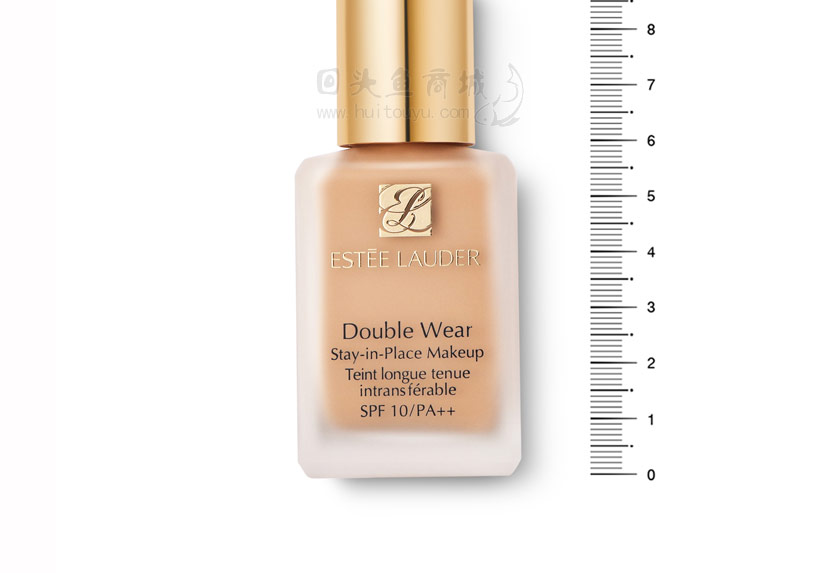 回头鱼商城
www.huitouyu.com
EL
ESTĒE LAUDER
Double Wear
Stay-in-Place Makeup
Teint longue tenue
intransférable
SPF 10/PA++
8
7
6
5
4
3
2
1
0